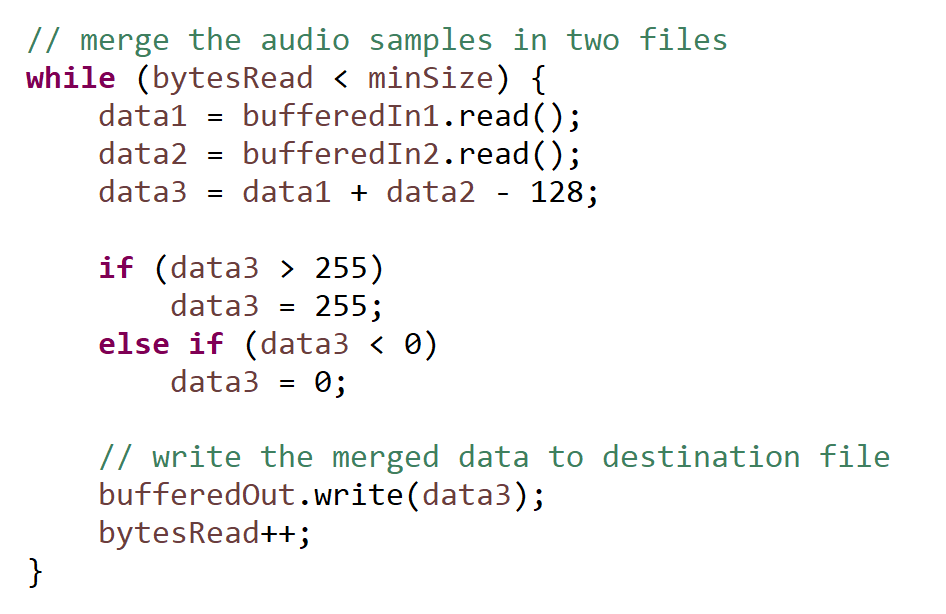 // merge the audio samples in two files
while (bytesRead < minSize) {
    data1 = bufferedIn1.read();
    data2 = bufferedIn2.read();
    data3 = data1 + data2 - 128;

    if (data3 > 255)
        data3 = 255;
    else if (data3 < 0)
        data3 = 0;

    // write the merged data to destination file
    bufferedOut.write(data3);
    bytesRead++;
}